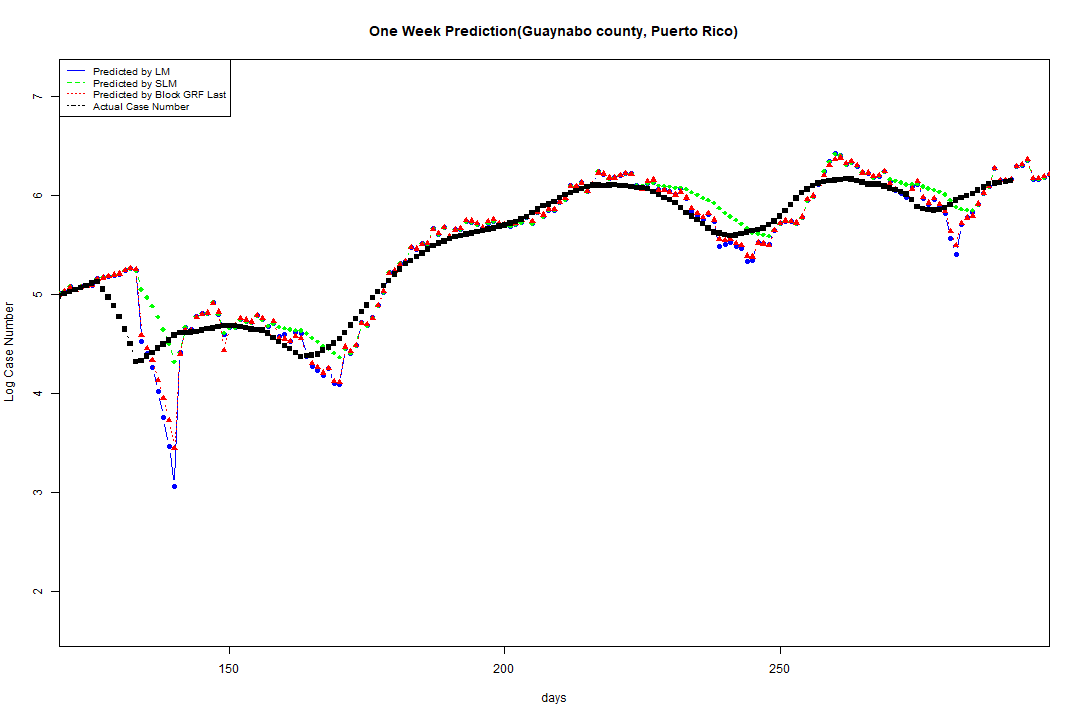 One Week Prediction(Guaynabo county, Puerto Rico)
Predicted by LM
Predicted by SLM
Predicted by Block GRF Last
Actual Case Number
7
6
5
4
3
2
Log Case Number
150
200
250
days